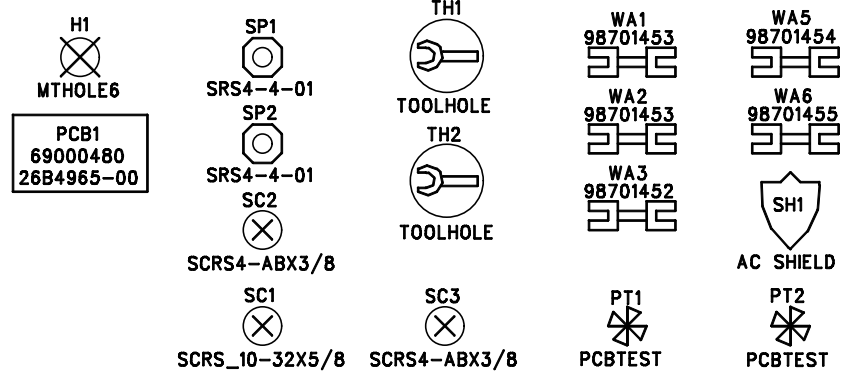 H1
MTHOLE6
PCB1
69000480
26B4965-00
SP1
SRS4-4-01
SP2
SRS4-4-01
SC2
SCRS4-ABX3/8
SC1
SCRS_10-32X5/8
TH1
TOOLHOLE
TH2
TOOLHOLE
SC3
SCRS4-ABX3/8
WA1
98701453
WA2
98701453
WA3
98701452
PT1
PCBTEST
WA5
98701454
WA6
98701455
SH1
AC SHIELD
PT2
PCBTEST